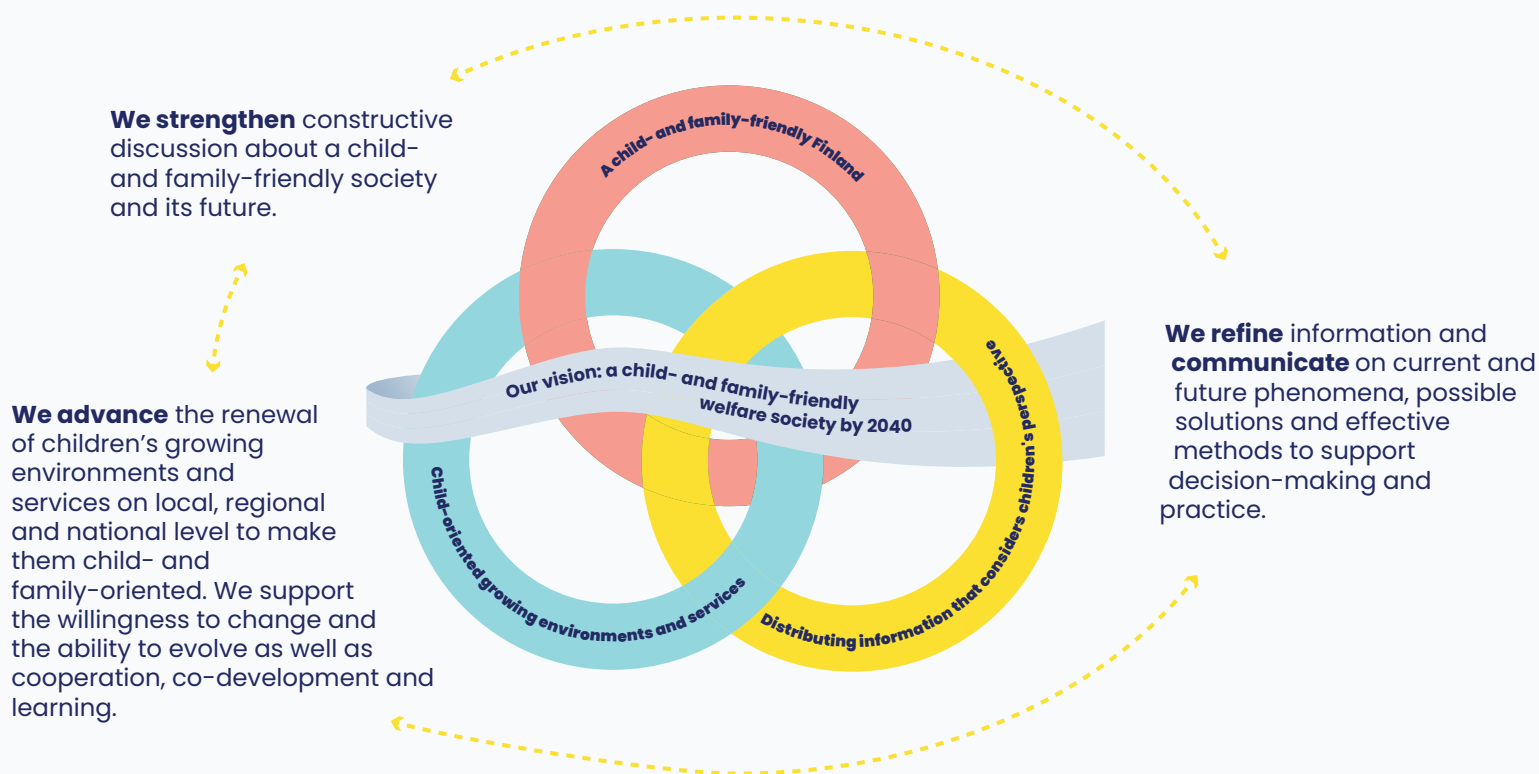 We strengthen constructive
discussion about a child-
and family-friendly society
and its future.
A child- and family-friendly Finland
Our vision: a child- and family-friendly
welfare society by 2040
Distributing information that considers children's perspective
Child-oriented growing environments and services
We refine information and
communicate on current and
future phenomena, possible
solutions and effective
methods to support
decision-making and
practice.
We advance the renewal
of children’s growing
environments and
services on local, regional
and national level to make
them child- and
family-oriented. We support
the willingness to change and
the ability to evolve as well as
cooperation, co-development and
learning.